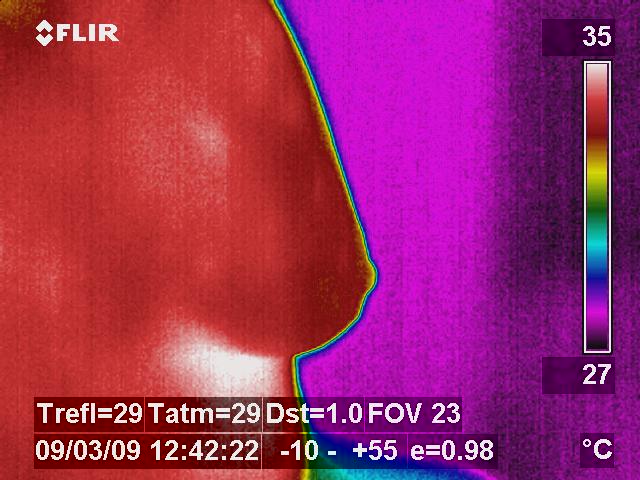 FLIR
35
27
Trefl=29 Tatm=29 Dst=1.0 FOV 23
09/03/09 12:42:22 -10 - +55 e=0.98 °C